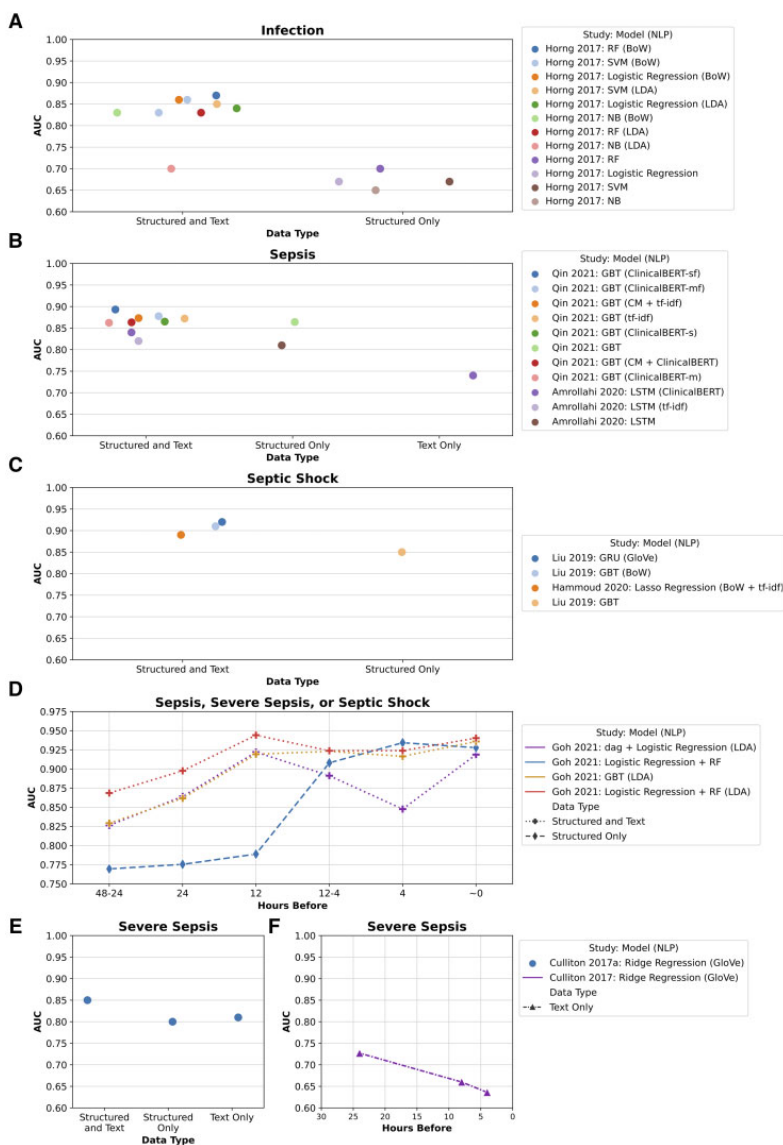 A
Infection
1.00
0.95
0.90
0.85
0.80
0.75
0.70
0.65
0.60
AUC
Structured and Text
Structured Only
Data Type
Study: Model (NLP)
Horng 2017: RF (BoW)
Horng 2017: SVM (BoW)
Horng 2017: Logistic Regression (BoW)
Horng 2017: SVM (LDA)
Horng 2017: Logistic Regression (LDA)
Horng 2017: NB (BoW)
Horng 2017: RF (LDA)
Horng 2017: NB (LDA)
Horng 2017: RF
Horng 2017: Logistic Regression
Horng 2017: SVM
Horng 2017: NB
B
Sepsis
1.00
0.95
0.90
0.85
0.80
0.75
0.70
0.65
0.60
AUC
Structured and Text
Structured Only
Text Only
Data Type
Study: Model (NLP)
Qin 2021: GBT (ClinicalBERT-sf)
Qin 2021: GBT (ClinicalBERT-mf)
Qin 2021: GBT (CM + tf-idf)
Qin 2021: GBT (tf-idf)
Qin 2021: GBT (ClinicalBERT-s)
Qin 2021: GBT
Qin 2021: GBT (CM + ClinicalBERT)
Qin 2021: GBT (ClinicalBERT-m)
Amrollahi 2020: LSTM (ClinicalBERT)
Amrollahi 2020: LSTM (tf-idf)
Amrollahi 2020: LSTM
C
Septic Shock
1.00
0.95
0.90
0.85
0.80
0.75
0.70
0.65
0.60
AUC
Structured and Text
Structured Only
Data Type
Study: Model (NLP)
Liu 2019: GRU (GloVe)
Liu 2019: GBT (BoW)
Hammoud 2020: Lasso Regression (BoW + tf-idf)
Liu 2019: GBT
D
Sepsis, Severe Sepsis, or Septic Shock
0.975
0.950
0.925
0.900
0.875
0.850
0.825
0.800
0.775
0.750
AUC
48-24
24
12
12-4
4
~0
Hours Before
Study: Model (NLP)
Goh 2021: dag + Logistic Regression (LDA)
Goh 2021: Logistic Regression + RF
Goh 2021: GBT (LDA)
Goh 2021: Logistic Regression + RF (LDA)
Data Type
Structured and Text
Structured Only
E
Severe Sepsis
1.00
0.95
0.90
0.85
0.80
0.75
0.70
0.65
0.60
AUC
Structured and Text
Structured Only
Text Only
Data Type
F
Severe Sepsis
1.00
0.95
0.90
0.85
0.80
0.75
0.70
0.65
0.60
AUC
30
25
20
15
10
5
0
Hours Before
Study: Model (NLP)
Culliton 2017a: Ridge Regression (GloVe)
Culliton 2017: Ridge Regression (GloVe)
Data Type
Text Only